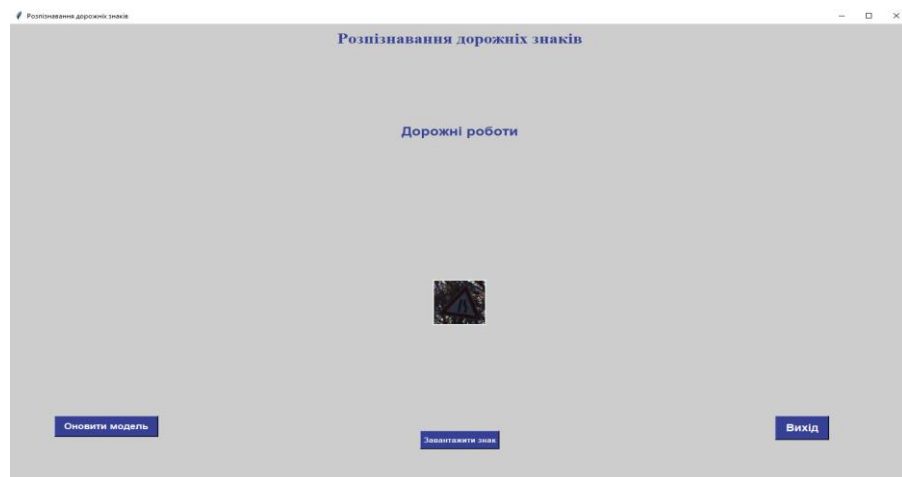 Розпізнавання дорожніх знаків
Розпізнавання дорожніх знаків
Дорожні роботи
Оновити модель
Завантажити знак
Вихід